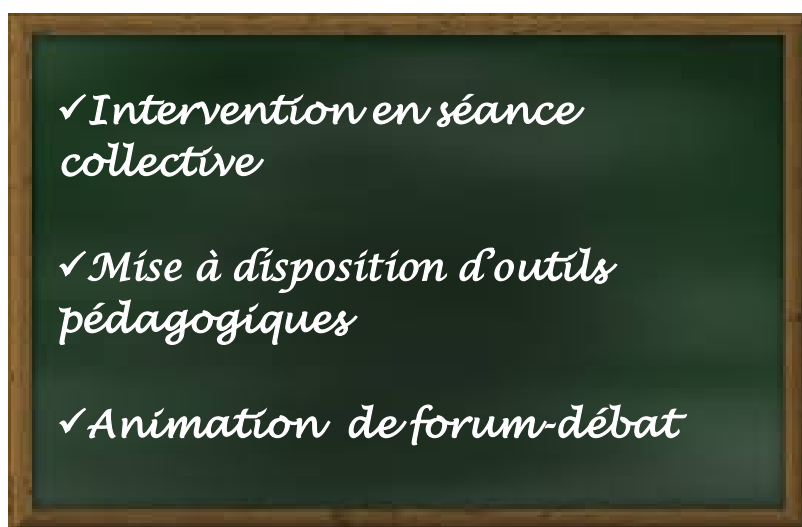 ✓Intervention en séance
collective
✓Mise à disposition d'outils
pédagogiques
✓Animation de forum-débat